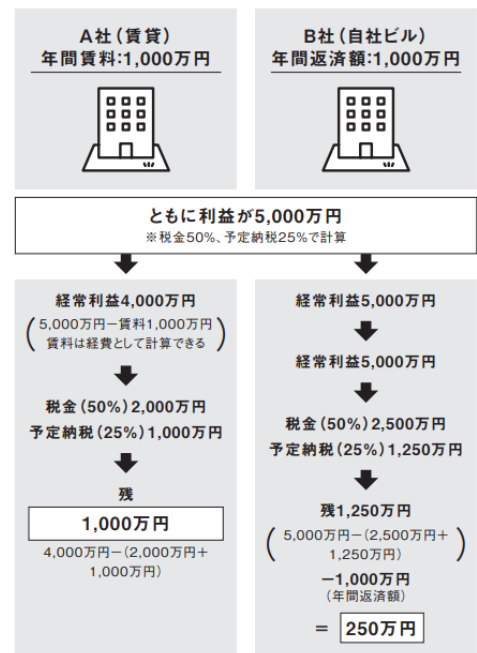 A社（賃貸）
年間賃料：1,000万円
B社（自社ビル）
年間返済額：1,000万円
ともに利益が5,000万円
※税金50%、予定納税25%で計算
経常利益4,000万円
（5,000万円－賃料1,000万円
賃料は経費として計算できる）
税金（50%）2,000万円
予定納税（25%）1,000万円
残
1,000万円
4,000万円－（2,000万円＋
1,000万円）
経常利益5,000万円
経常利益5,000万円
税金（50%）2,500万円
予定納税（25%）1,250万円
残1,250万円
（5,000万円－（2,500万円＋
1,250万円））
－1,000万円
（年間返済額）
＝ 250万円